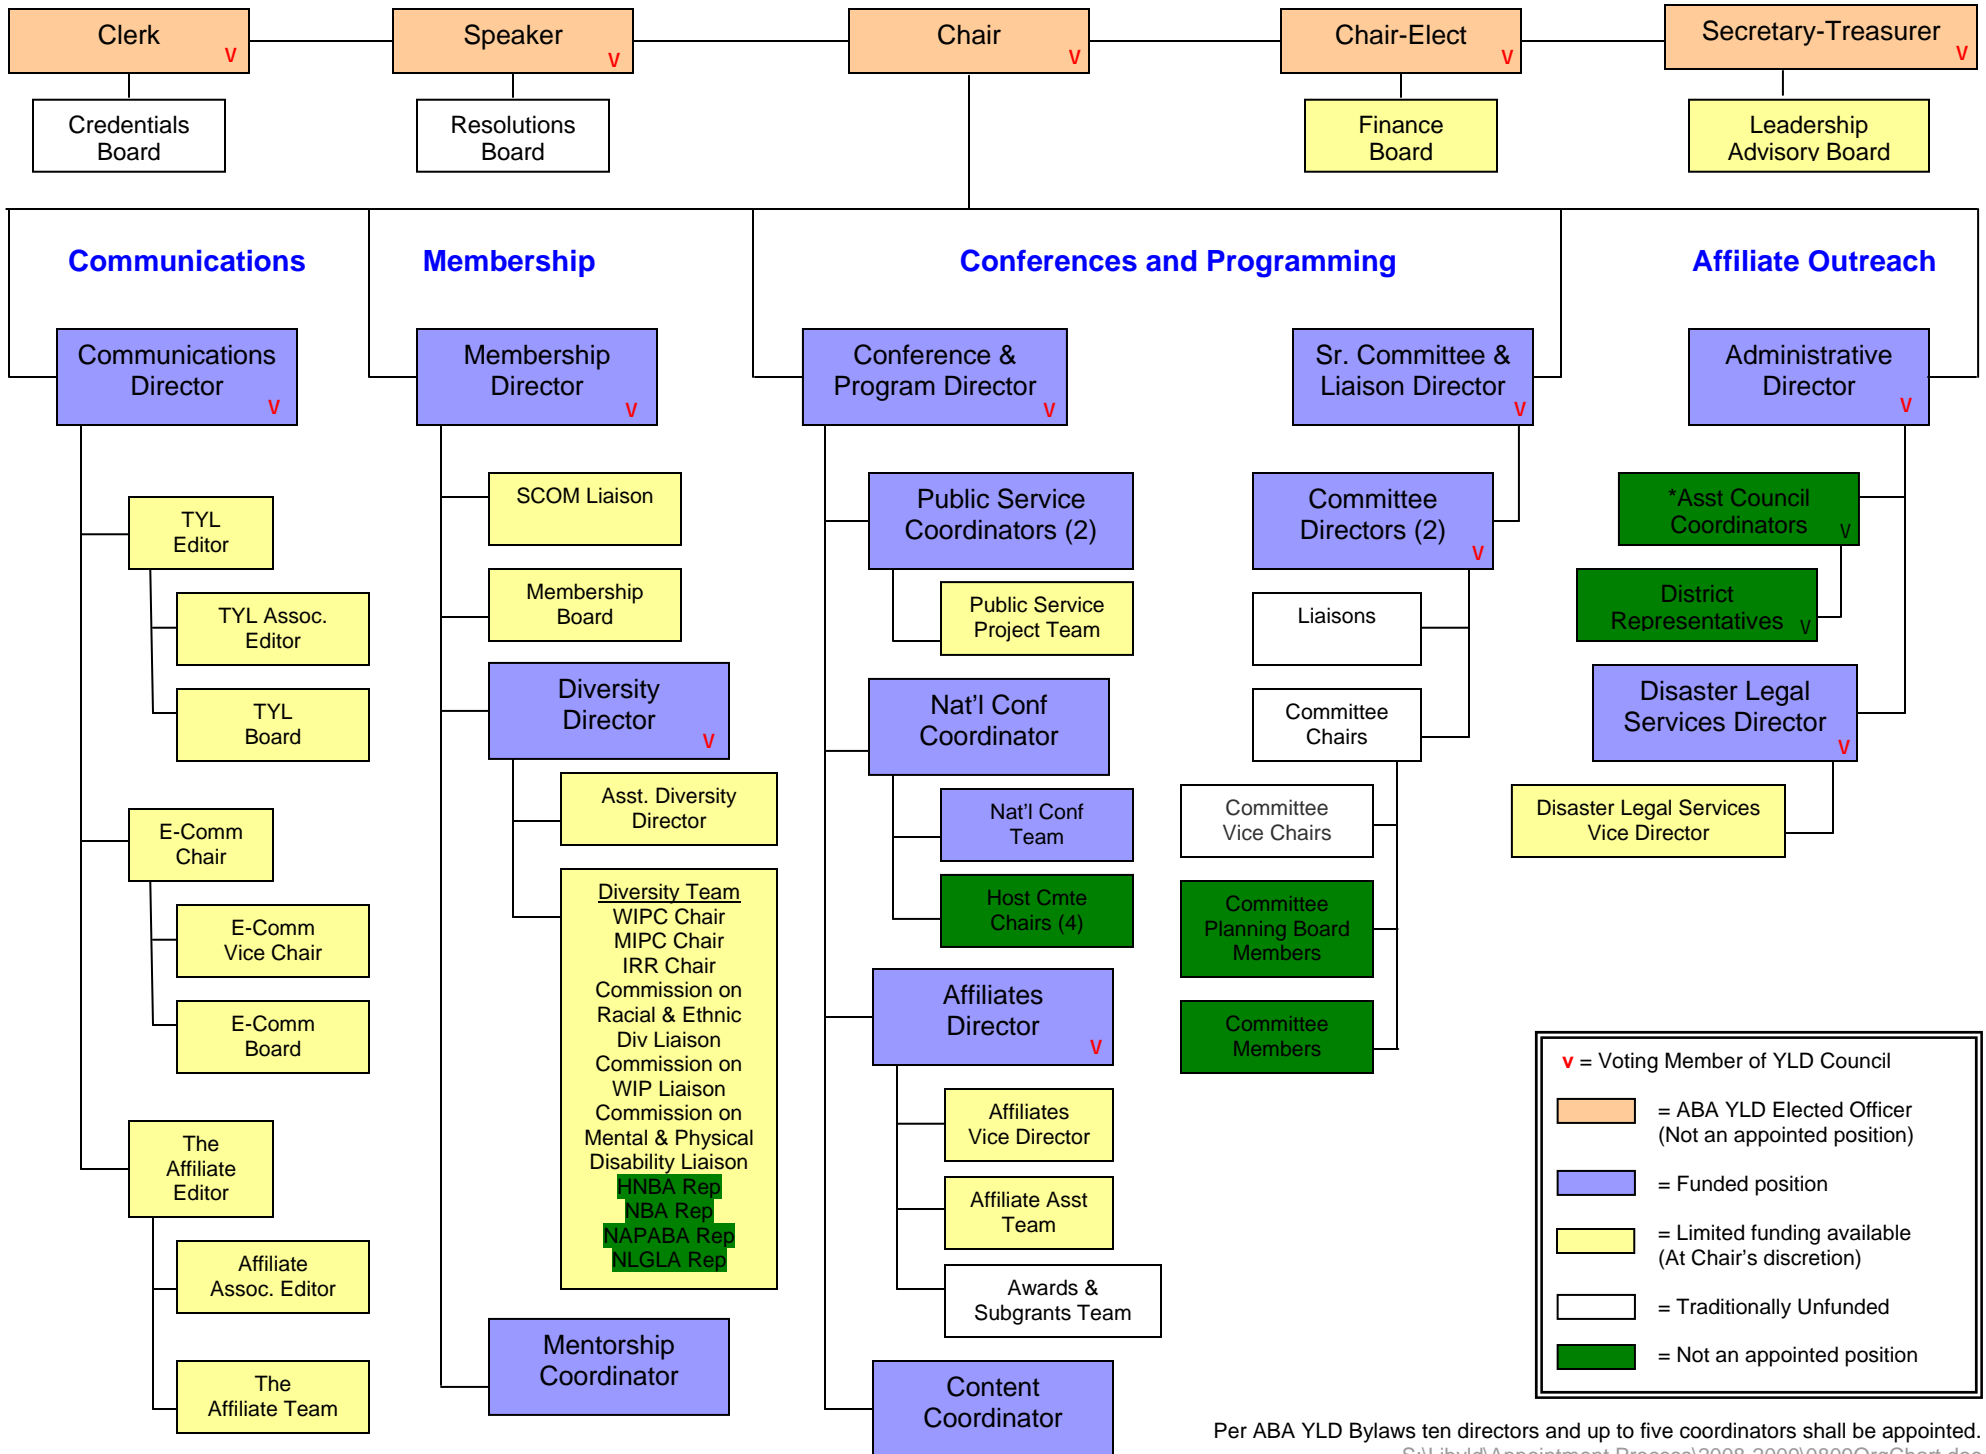 Clerk
V
Speaker
V
Chair
V
Chair-Elect
V
Secretary-Treasurer
V
Credentials
Board
Resolutions
Board
Finance
Board
Leadership
Advisory Board
Communications
Membership
Conferences and Programming
Affiliate Outreach
Communications
Director
V
Membership
Director
V
Conference &
Program Director
V
Sr. Committee &
Liaison Director
V
Administrative
Director
V
TYL
Editor
TYL Assoc.
Editor
TYL
Board
E-Comm
Chair
E-Comm
Vice Chair
E-Comm
Board
The
Affiliate
Editor
Affiliate
Assoc. Editor
The
Affiliate Team
SCOM Liaison
Membership
Board
Diversity
Director
V
Asst. Diversity
Director
Diversity Team
WIPC Chair
MIPC Chair
IRR Chair
Commission on
Racial & Ethnic
Div Liaison
Commission on
WIP Liaison
Commission on
Mental & Physical
Disability Liaison
HNBA Rep
NBA Rep
NAPABA Rep
NLGLA Rep
Mentorship
Coordinator
Public Service
Coordinators (2)
Public Service
Project Team
Nat'l Conf
Coordinator
Nat'l Conf
Team
Host Cmte
Chairs (4)
Affiliates
Director
V
Affiliates
Vice Director
Affiliate Asst
Team
Awards &
Subgrants Team
Content
Coordinator
Committee
Directors (2)
V
Liaisons
Committee
Chairs
Committee
Vice Chairs
Committee
Planning Board
Members
Committee
Members
*Asst Council
Coordinators
V
District
Representatives
V
Disaster Legal
Services Director
V
Disaster Legal Services
Vice Director
v = Voting Member of YLD Council
= ABA YLD Elected Officer
(Not an appointed position)
= Funded position
= Limited funding available
(At Chair's discretion)
= Traditionally Unfunded
= Not an appointed position
Per ABA YLD Bylaws ten directors and up to five coordinators shall be appointed.
S:\Libyld\Appointment Process\2008-2009\0809OrgChart.doc